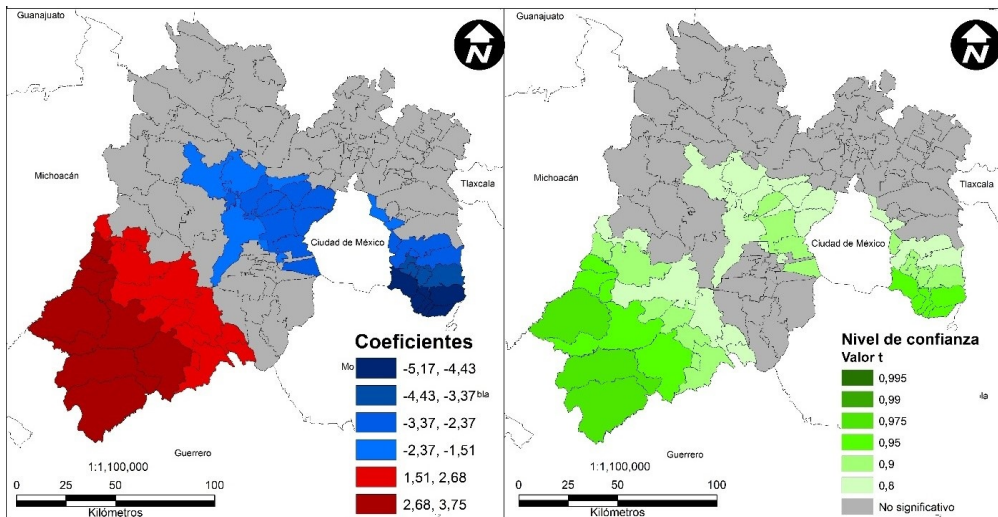 Guanajuato
N
Michoacán
Tlaxcala
Ciudad de México
Coeficientes
Mo
-5,17, -4,43
-4,43, -3,37
bla
-3,37, -2,37
-2,37, -1,51
1,51, 2,68
2,68, 3,75
Guerrero
1:1,100,000
0 25 50 100
Kilómetros
Guanajuato
N
Michoacán
Tlaxcala
Ciudad de México
Nivel de confianza
Valor t
0,995
0,99
0,975
0,95
0,9
0,8
No significativo
Guerrero
1:1,100,000
0 25 50 100
Kilómetros